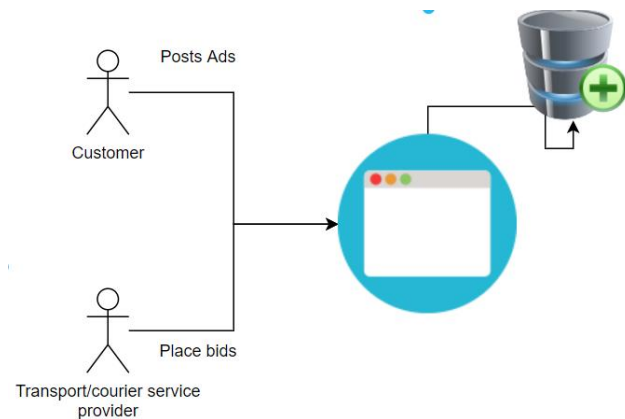 Posts Ads
Customer
Place bids
Transport/courier service
provider